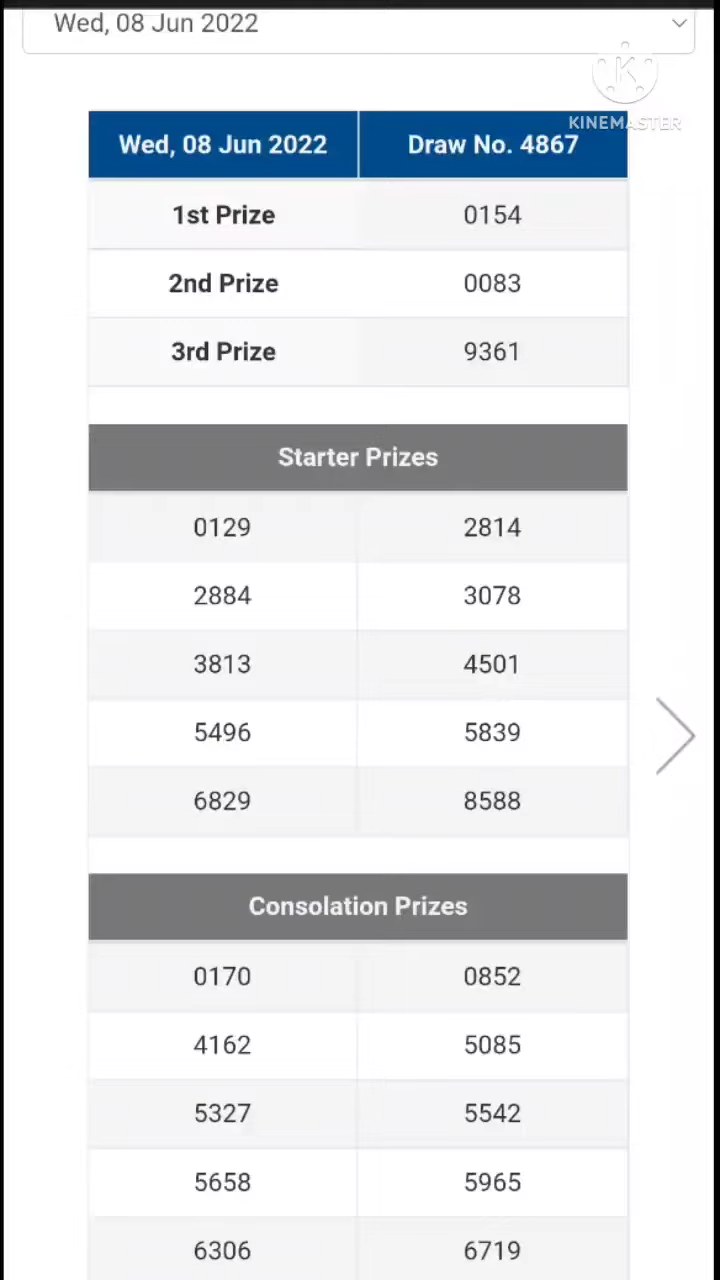 Wed, 08 Jun 2022
K
KINEMASTER
Wed, 08 Jun 2022 Draw No. 4867
1st Prize 0154
2nd Prize 0083
3rd Prize 9361
Starter Prizes
0129 2814
2884 3078
3813 4501
5496 5839
6829 8588
Consolation Prizes
0170 0852
4162 5085
5327 5542
5658 5965
6306 6719